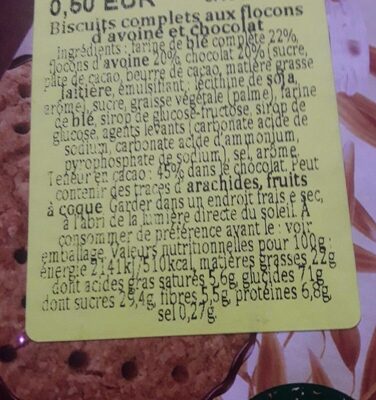 0,60 EUR
Biscuits complets aux flocons
d'avoine et chocolat
Ingrédients : farine de blé complète 22%,
flocons d'avoine 20%, chocolat 20% (sucre,
pâte de cacao, beurre de cacao, matière grasse
laitière, émulsifiant : lécithine de soja,
arôme), sucre, graisse végétale (palme), farine
de blé, sirop de glucose-fructose, sirop de
glucose, agents levants (carbonate acide de
sodium, carbonate acide d'ammonium,
pyrophosphate de sodium), sel, arôme.
Teneur en cacao : 45% dans le chocolat. Peut
contenir des traces d'arachides, fruits
à coque. Garder dans un endroit frais e sec,
à l'abri de la lumière directe du soleil. A
consommer de préférence avant le : voir
emballage. Valeurs nutritionnelles pour 100g :
énergie 2141kJ/510kcal, matières grasses 22g
dont acides gras saturés 5,6g, glucides 71g
dont sucres 29,4g, fibres 5,5g, protéines 6,8g,
sel 0,27g.